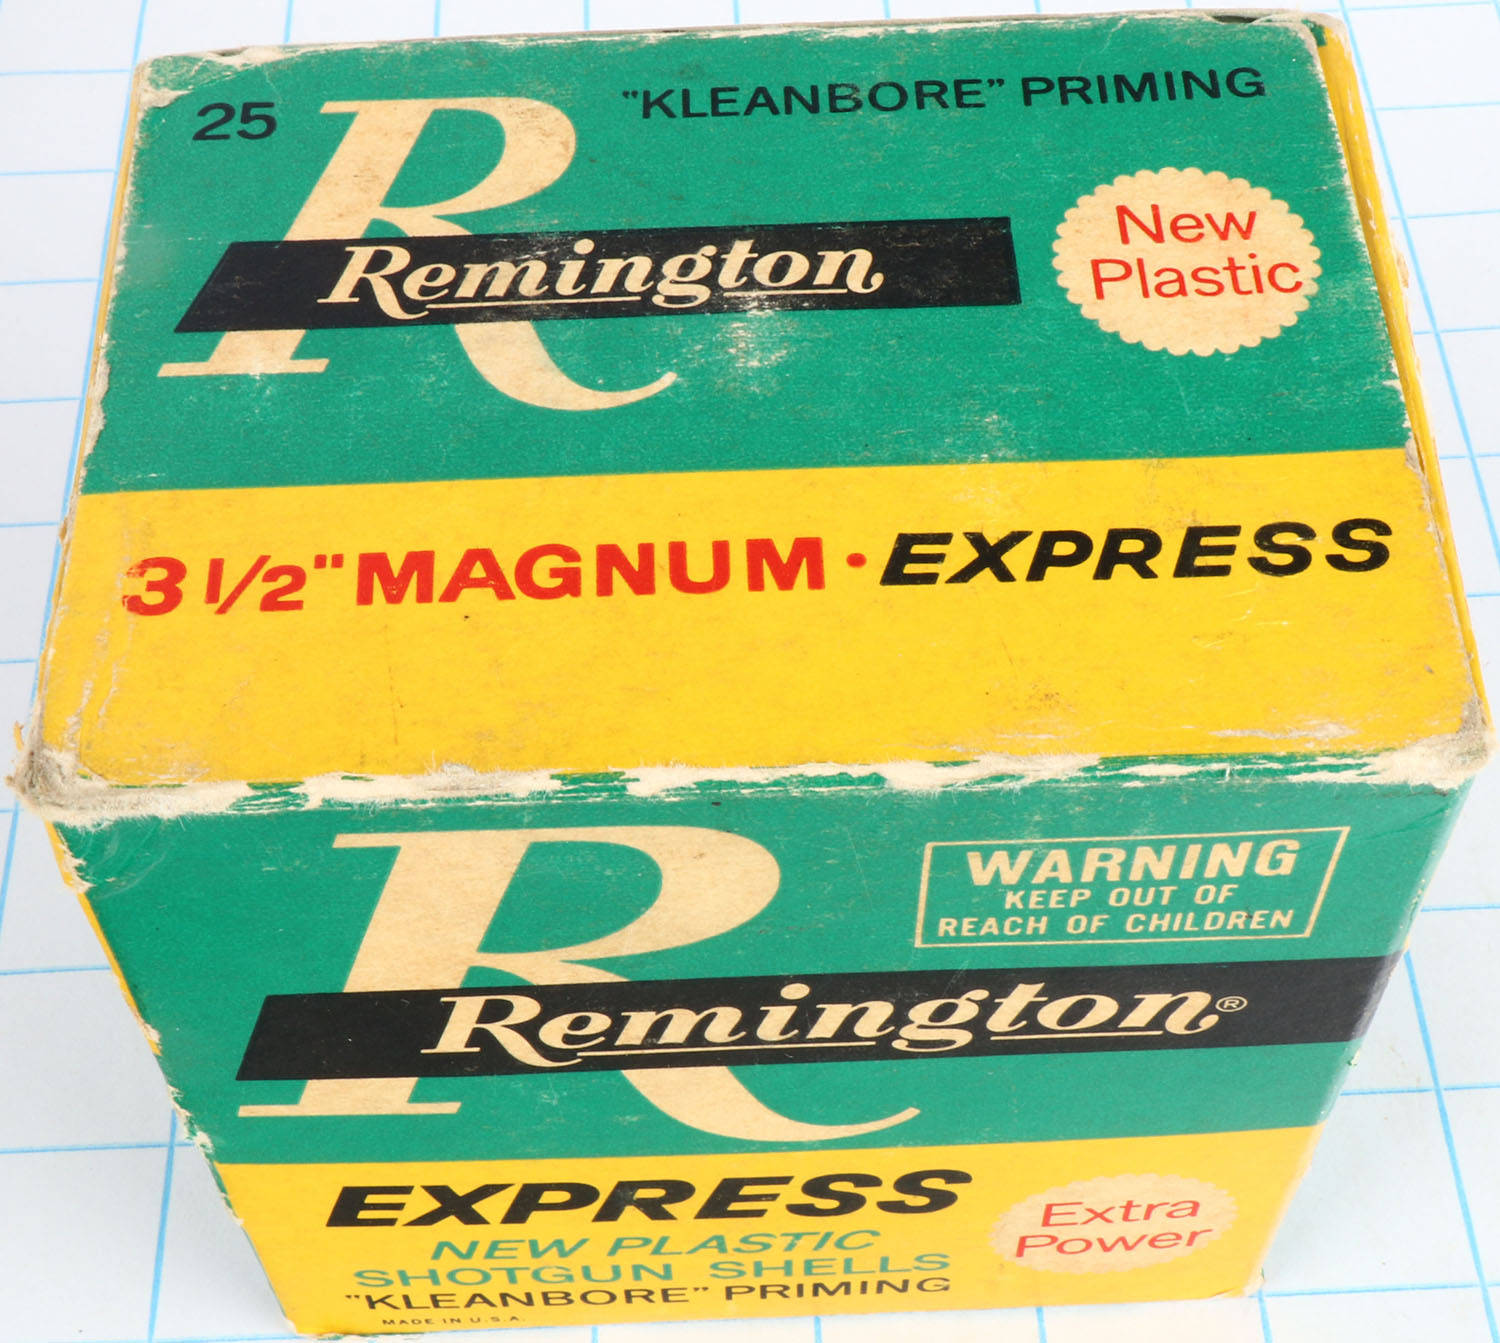 25
"KLEANBORE" PRIMING
R
Remington
New
Plastic
3 1/2" MAGNUM • EXPRESS
R
WARNING
KEEP OUT OF
REACH OF CHILDREN
Remington®
EXPRESS
NEW PLASTIC
SHOTGUN SHELLS
"KLEANBORE" PRIMING
MADE IN U.S.A.
Extra
Power